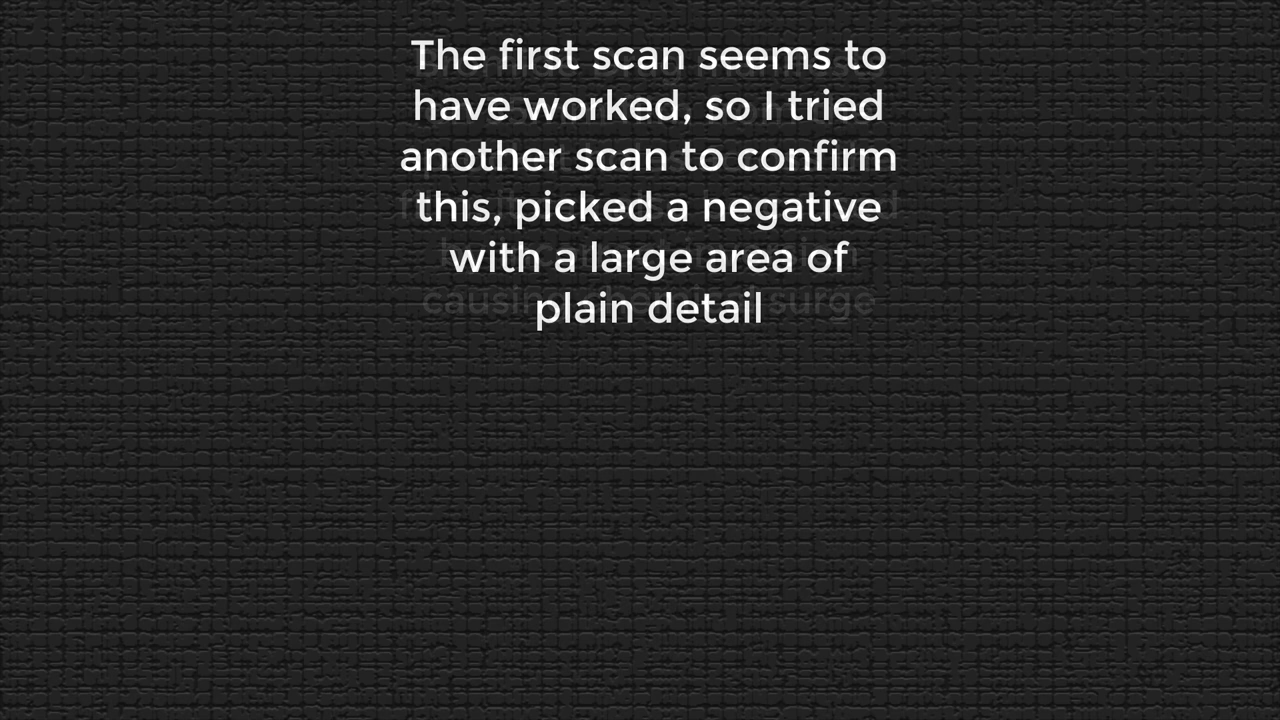 The first scan seems to
have worked, so I tried
another scan to confirm
this, picked a negative
with a large area of
plain detail